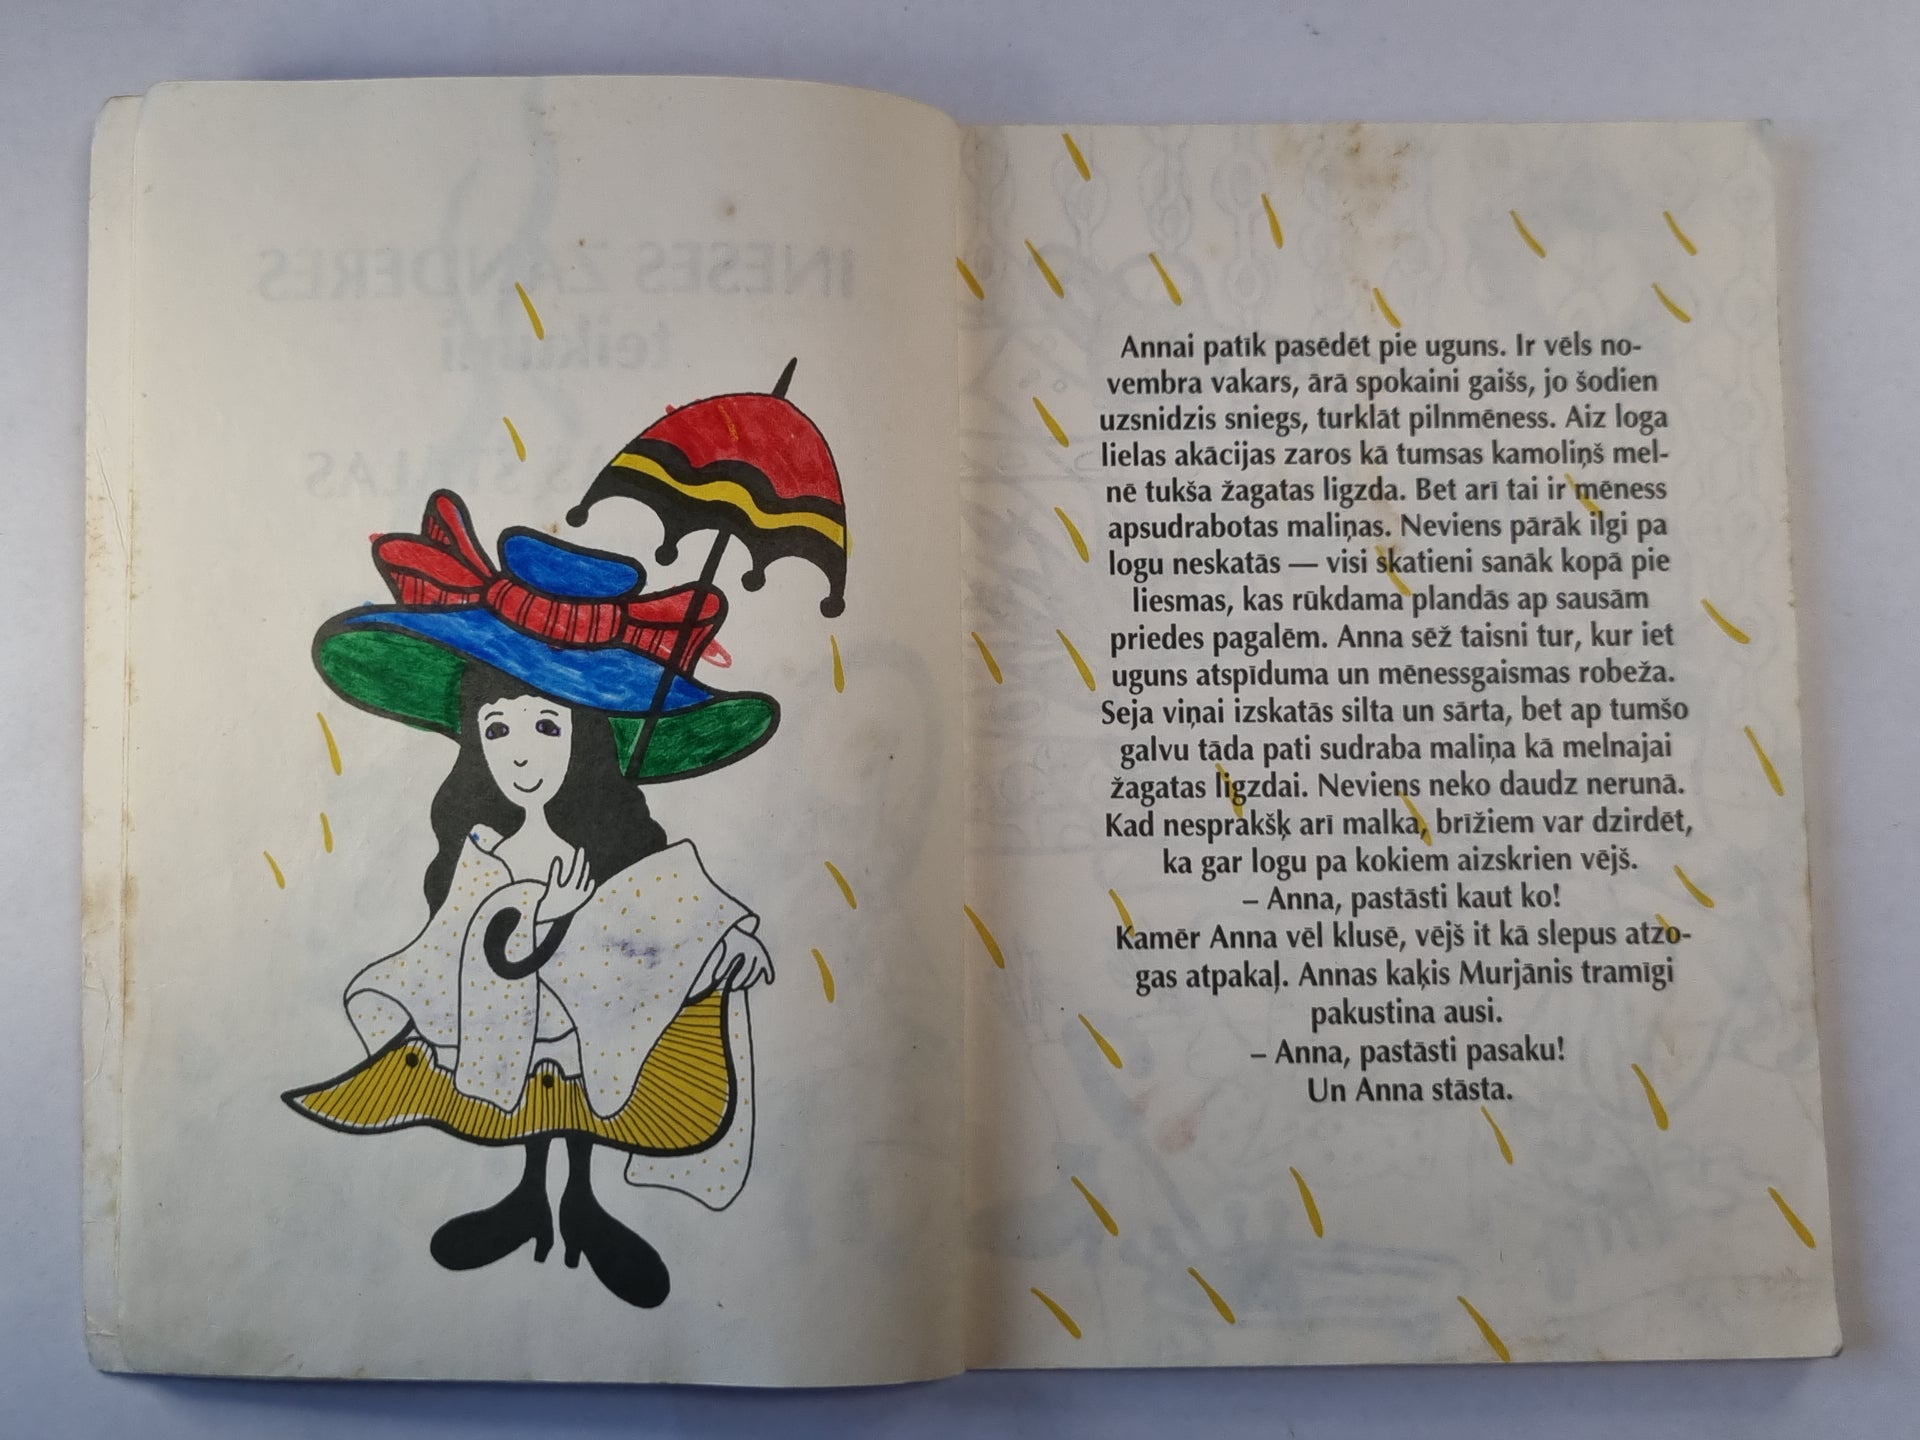 INESES ZANDERES
teikumi
Annai patīk pasēdēt pie uguns. Ir vēls no-
vembra vakars, ārā spokaini gaišs, jo šodien
uzsnidzis sniegs, turklāt pilnmēness. Aiz loga
lielas akācijas zaros kā tumsas kamoliņš mel-
nē tukša žagatas ligzda. Bet arī tai ir mēness
apsudrabotas maliņas. Neviens pārāk ilgi pa
logu neskatās — visi skatieni sanāk kopā pie
liesmas, kas rūkdama plandās ap sausām
priedes pagalēm. Anna sēž taisni tur, kur iet
uguns atspīduma un mēnessgaismas robeža.
Seja viņai izskatās silta un sārta, bet ap tumšo
galvu tāda pati sudraba maliņa kā melnajai
žagatas ligzdai. Neviens neko daudz nerunā.
Kad nesprakšķ arī malka, brīžiem var dzirdēt,
ka gar logu pa kokiem aizskrien vējš.
– Anna, pastāsti kaut ko!
Kamēr Anna vēl klusē, vējš it kā slepus atzo-
gas atpakaļ. Annas kaķis Murjānis tramīgi
pakustina ausi.
– Anna, pastāsti pasaku!
Un Anna stāsta.